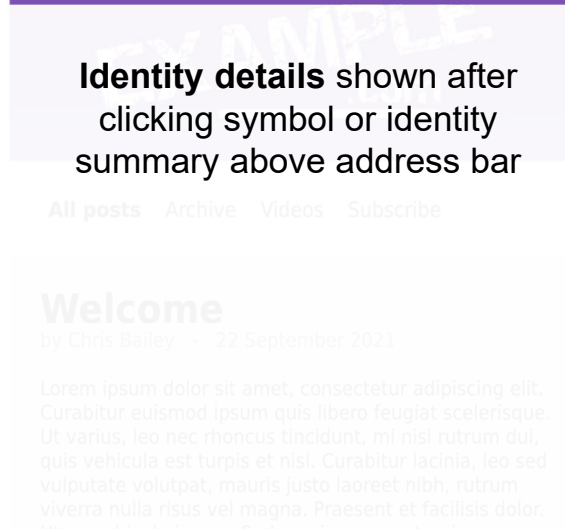 EXAMPLE
.com
Identity details shown after
clicking symbol or identity
summary above address bar
All posts Archive Videos Subscribe
Welcome
by Chris Bailey - 22 September 2021
Lorem ipsum dolor sit amet, consectetur adipiscing elit.
Curabitur euismod ipsum quis libero feugiat scelerisque.
Ut varius, leo nec rhoncus tincidunt, mi nisi rutrum dui,
quis vehicula est turpis et nisl. Curabitur lacinia, leo sed
vulputate volutpat, mauris justo laoreet nibh, rutrum
viverra nulla risus vel magna. Praesent et facilisis dolor.